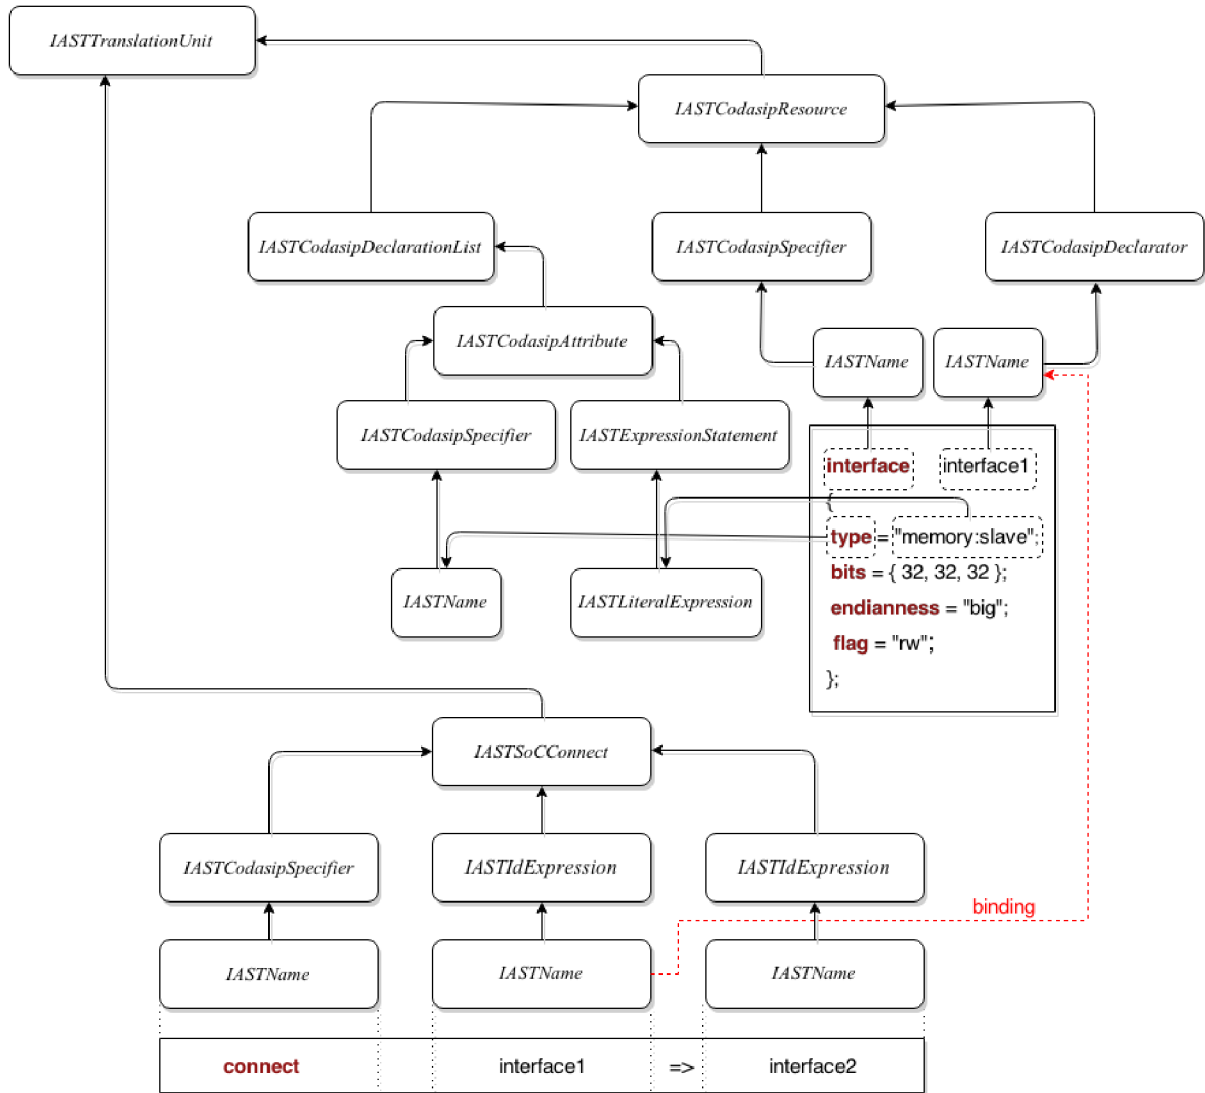 IASTTranslationUnit
IASTCodasipResource
IASTCodasipDeclarationList
IASTCodasipSpecifier
IASTCodasipDeclarator
IASTCodasipAttribute
IASTName
IASTName
IASTCodasipSpecifier
IASTExpressionStatement
interface interface1
{
type = "memory:slave";
bits = { 32, 32, 32 };
endianness = "big";
flag = "rw";
};
IASTName
IASTLiteralExpression
IASTSoCConnect
IASTCodasipSpecifier
IASTIdExpression
IASTIdExpression
binding
IASTName
IASTName
IASTName
connect interface1 => interface2